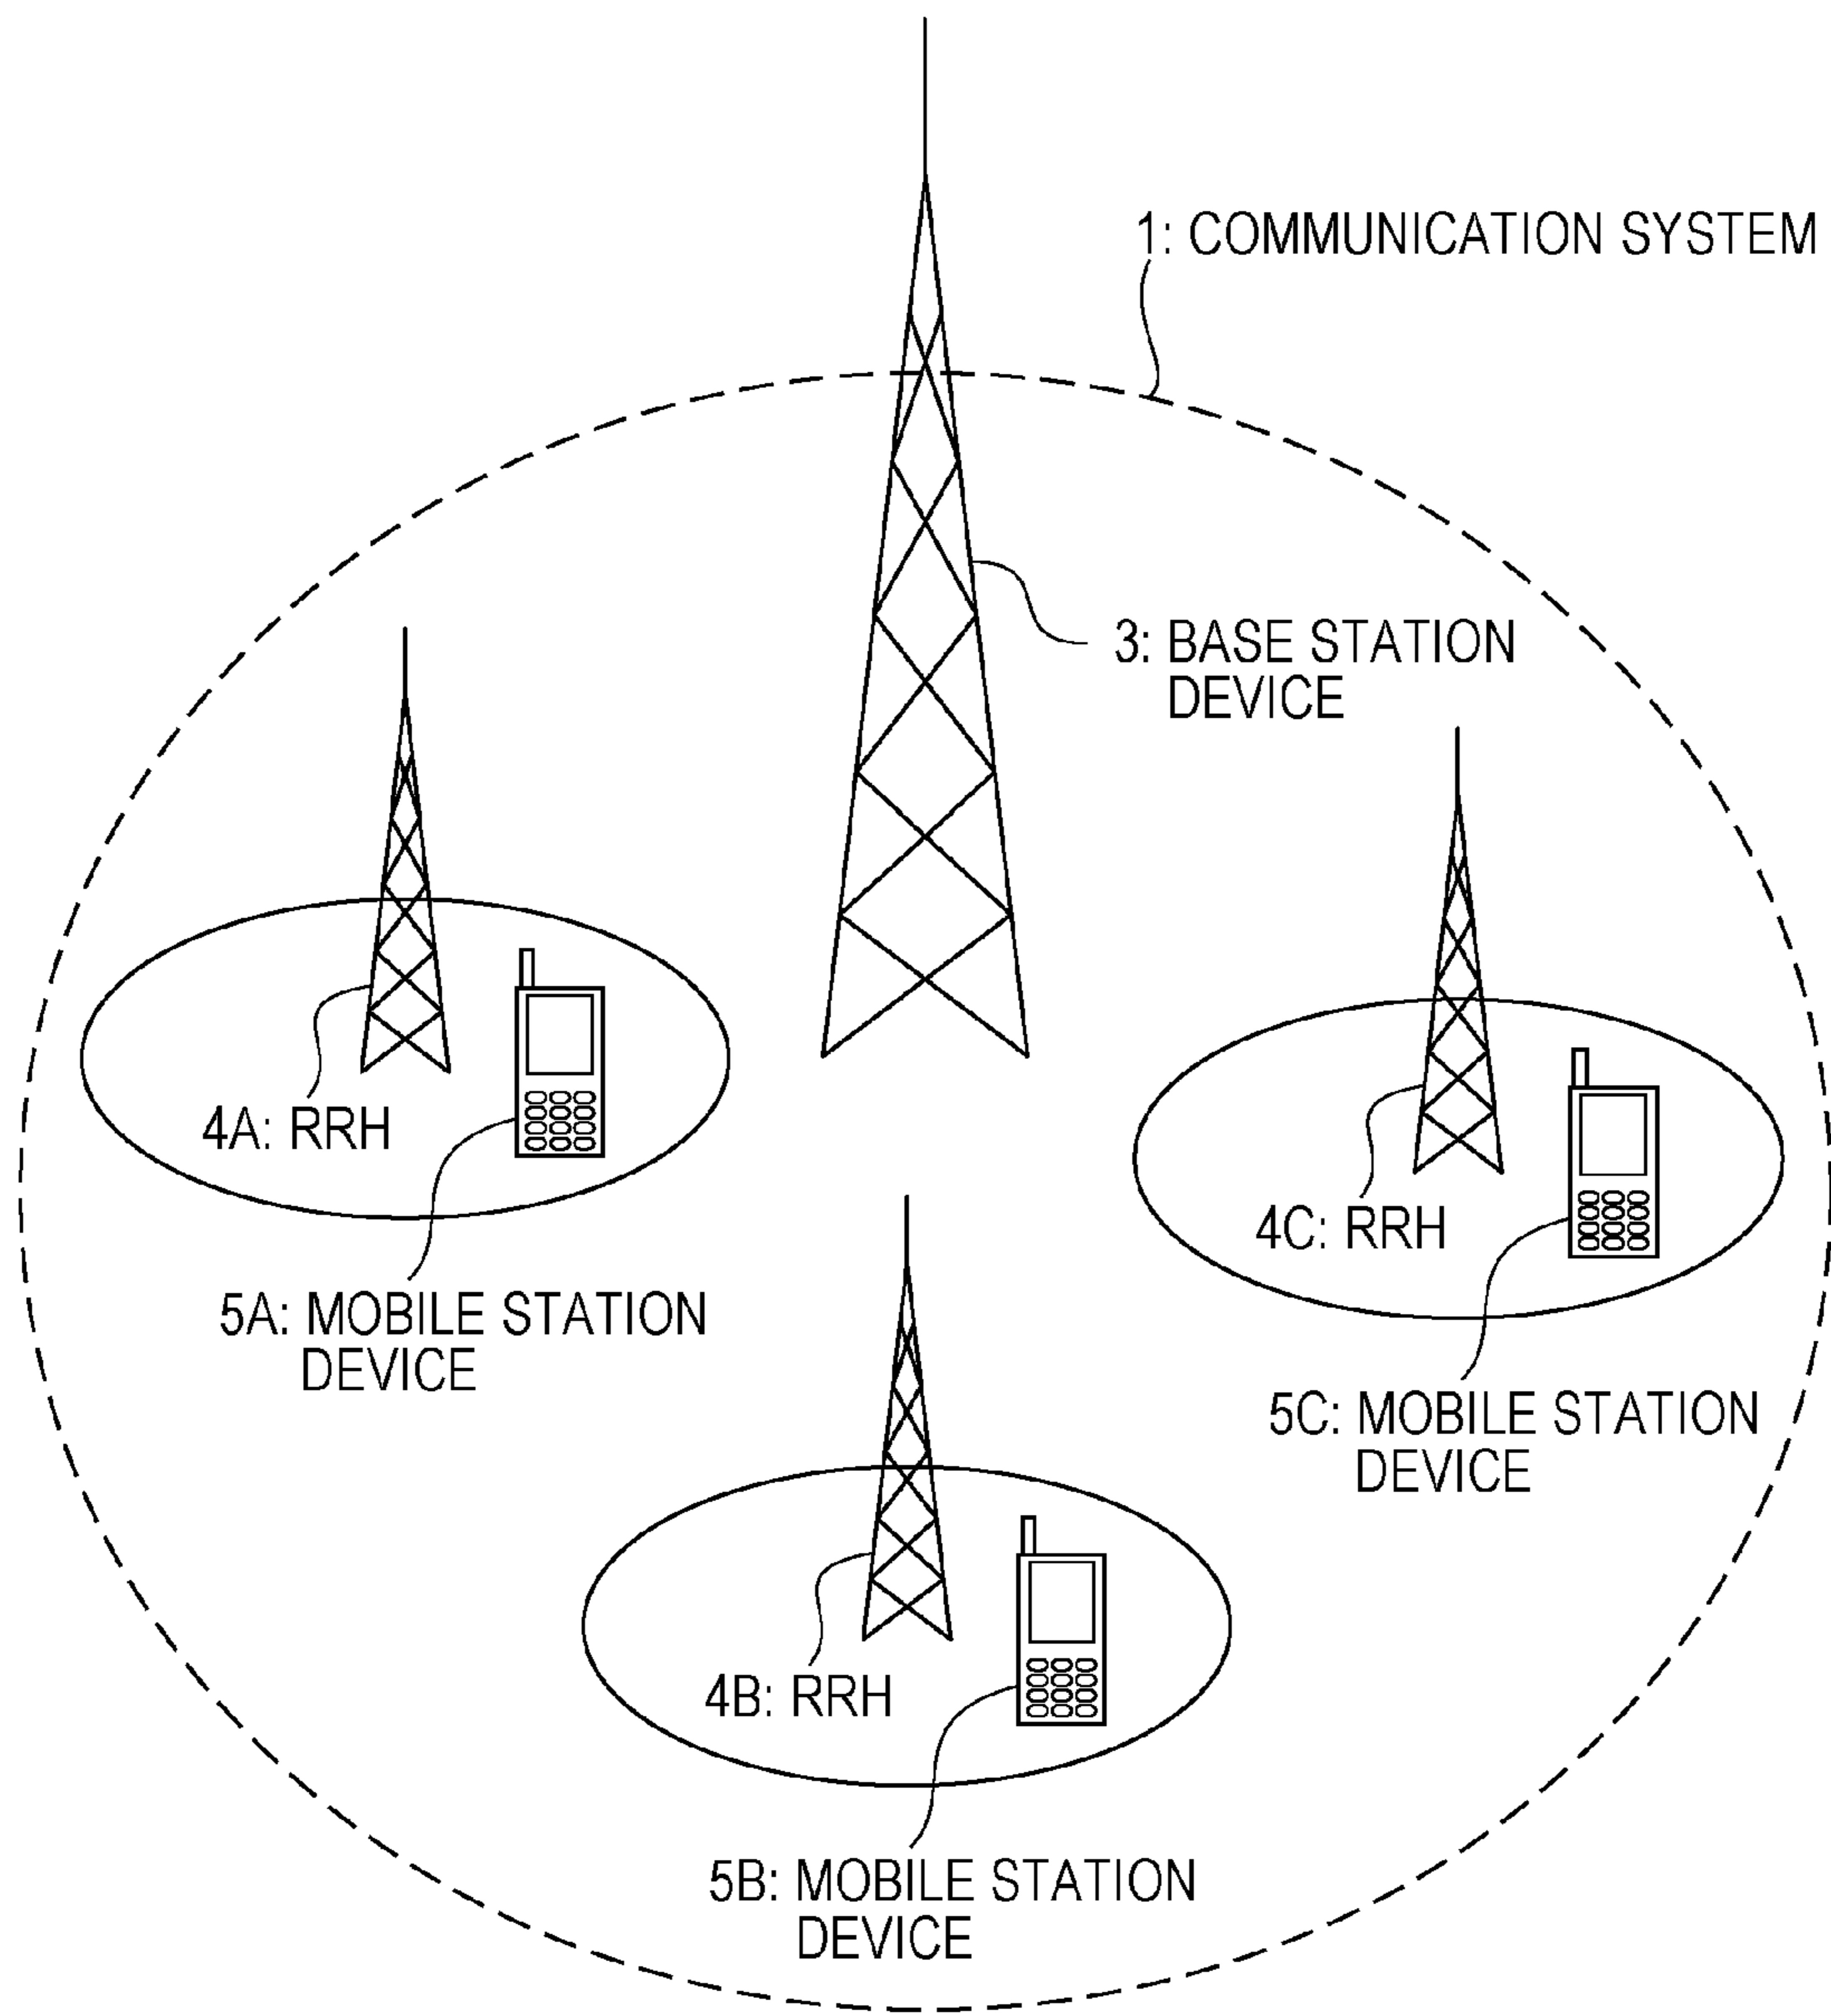 1: COMMUNICATION SYSTEM
3: BASE STATION
DEVICE
4A: RRH
4C: RRH
5A: MOBILE STATION
DEVICE
5C: MOBILE STATION
DEVICE
4B: RRH
5B: MOBILE STATION
DEVICE